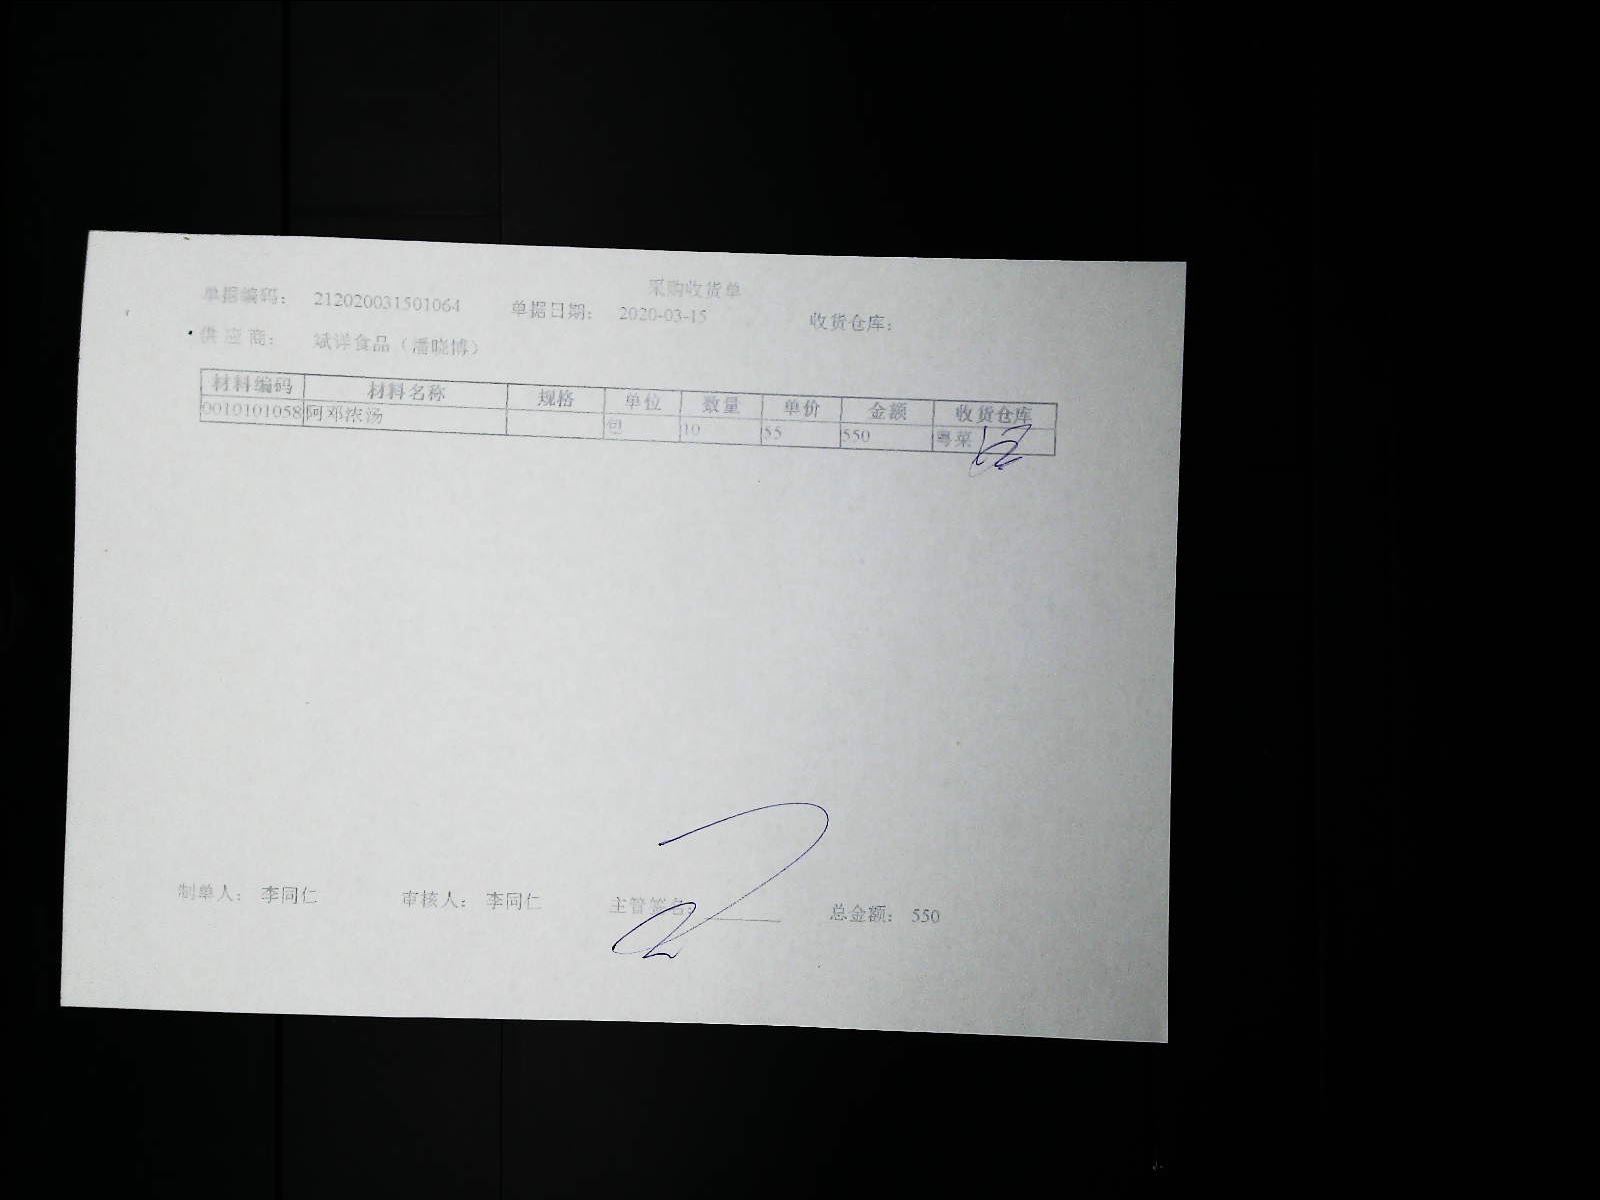 采购收货单
单据编码： 212020031501064 单据日期： 2020-03-15 收货仓库：
供 应 商： 斌洋食品（潘晓博）
材料编码 材料名称 规格 单位 数量 单价 金额 收货仓库
0010101058 阿邓浓汤 包 10 55 550 粤菜
制单人： 李同仁 审核人： 李同仁 主管签名： 总金额： 550